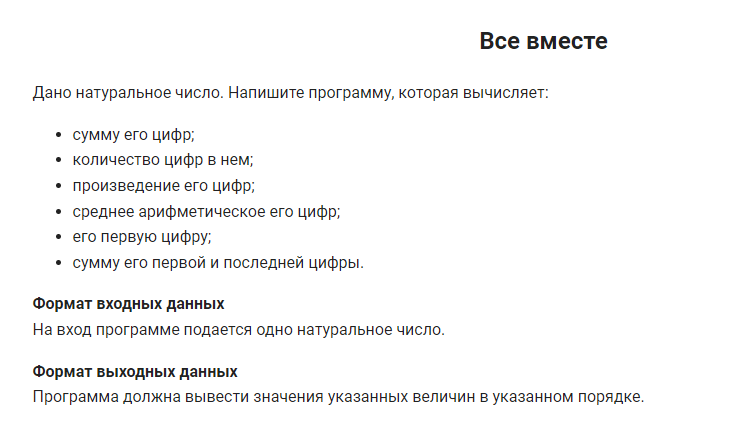 Все вместе
Дано натуральное число. Напишите программу, которая вычисляет:
• сумму его цифр;
• количество цифр в нем;
• произведение его цифр;
• среднее арифметическое его цифр;
• его первую цифру;
• сумму его первой и последней цифры.
Формат входных данных
На вход программе подается одно натуральное число.
Формат выходных данных
Программа должна вывести значения указанных величин в указанном порядке.